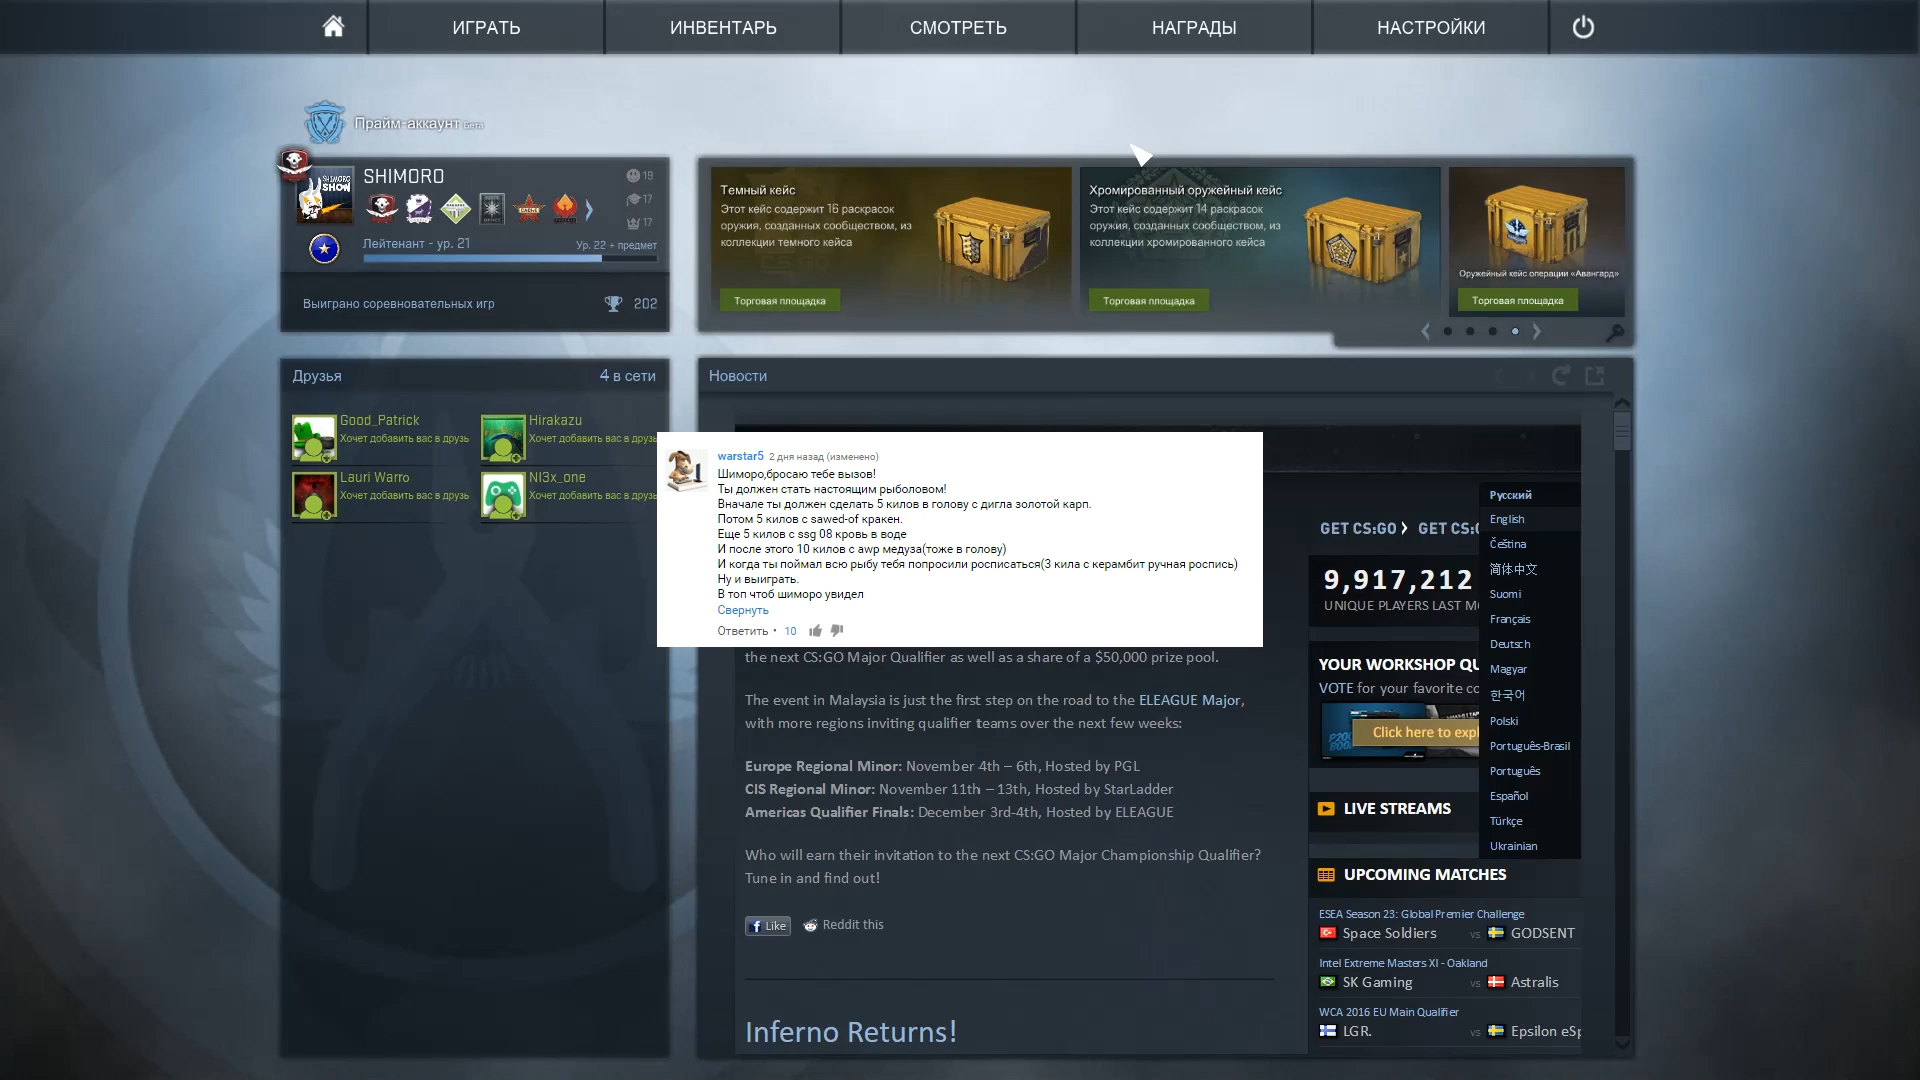 ИГРАТЬ
ИНВЕНТАРЬ
СМОТРЕТЬ
НАГРАДЫ
НАСТРОЙКИ
Прайм-аккаунт Бета
SHIMORO
19
17
17
Лейтенант - ур. 21
Ур. 22 + предмет
Выиграно соревновательных игр
202
Темный кейс
Этот кейс содержит 16 раскрасок
оружия, созданных сообществом, из
коллекции темного кейса
Торговая площадка
Хромированный оружейный кейс
Этот кейс содержит 14 раскрасок
оружия, созданных сообществом, из
коллекции хромированного кейса
Торговая площадка
Оружейный кейс операции «Авангард»
Торговая площадка
Друзья
4 в сети
Good_Patrick
Хочет добавить вас в друзь
Hirakazu
Хочет добавить вас в друзь
Lauri Warro
Хочет добавить вас в друзь
Nl3x_one
Хочет добавить вас в друзь
Новости
warstar5 2 дня назад (изменено)
Шиморо,бросаю тебе вызов!
Ты должен стать настоящим рыболовом!
Вначале ты должен сделать 5 килов в голову с дигла золотой карп.
Потом 5 килов с sawed-of кракен.
Еще 5 килов с ssg 08 кровь в воде
И после этого 10 килов с awp медуза(тоже в голову)
И когда ты поймал всю рыбу тебя попросили росписаться(3 кила с керамбит ручная роспись)
Ну и выиграть.
В топ чтоб шиморо увидел
Свернуть
Ответить • 10
the next CS:GO Major Qualifier as well as a share of a $50,000 prize pool.
The event in Malaysia is just the first step on the road to the ELEAGUE Major,
with more regions inviting qualifier teams over the next few weeks:
Europe Regional Minor: November 4th – 6th, Hosted by PGL
CIS Regional Minor: November 11th – 13th, Hosted by StarLadder
Americas Qualifier Finals: December 3rd-4th, Hosted by ELEAGUE
Who will earn their invitation to the next CS:GO Major Championship Qualifier?
Tune in and find out!
Like
Reddit this
Inferno Returns!
GET CS:GO GET CS:G
9,917,212
UNIQUE PLAYERS LAST M
YOUR WORKSHOP QU
VOTE for your favorite co
Click here to expl
LIVE STREAMS
UPCOMING MATCHES
ESEA Season 23: Global Premier Challenge
Space Soldiers vs. GODSENT
Intel Extreme Masters XI - Oakland
SK Gaming vs. Astralis
WCA 2016 EU Main Qualifier
LGR. vs. Epsilon eSp
Русский
English
Čeština
简体中文
Suomi
Français
Deutsch
Magyar
한국어
Polski
Português-Brasil
Português
Español
Türkçe
Ukrainian